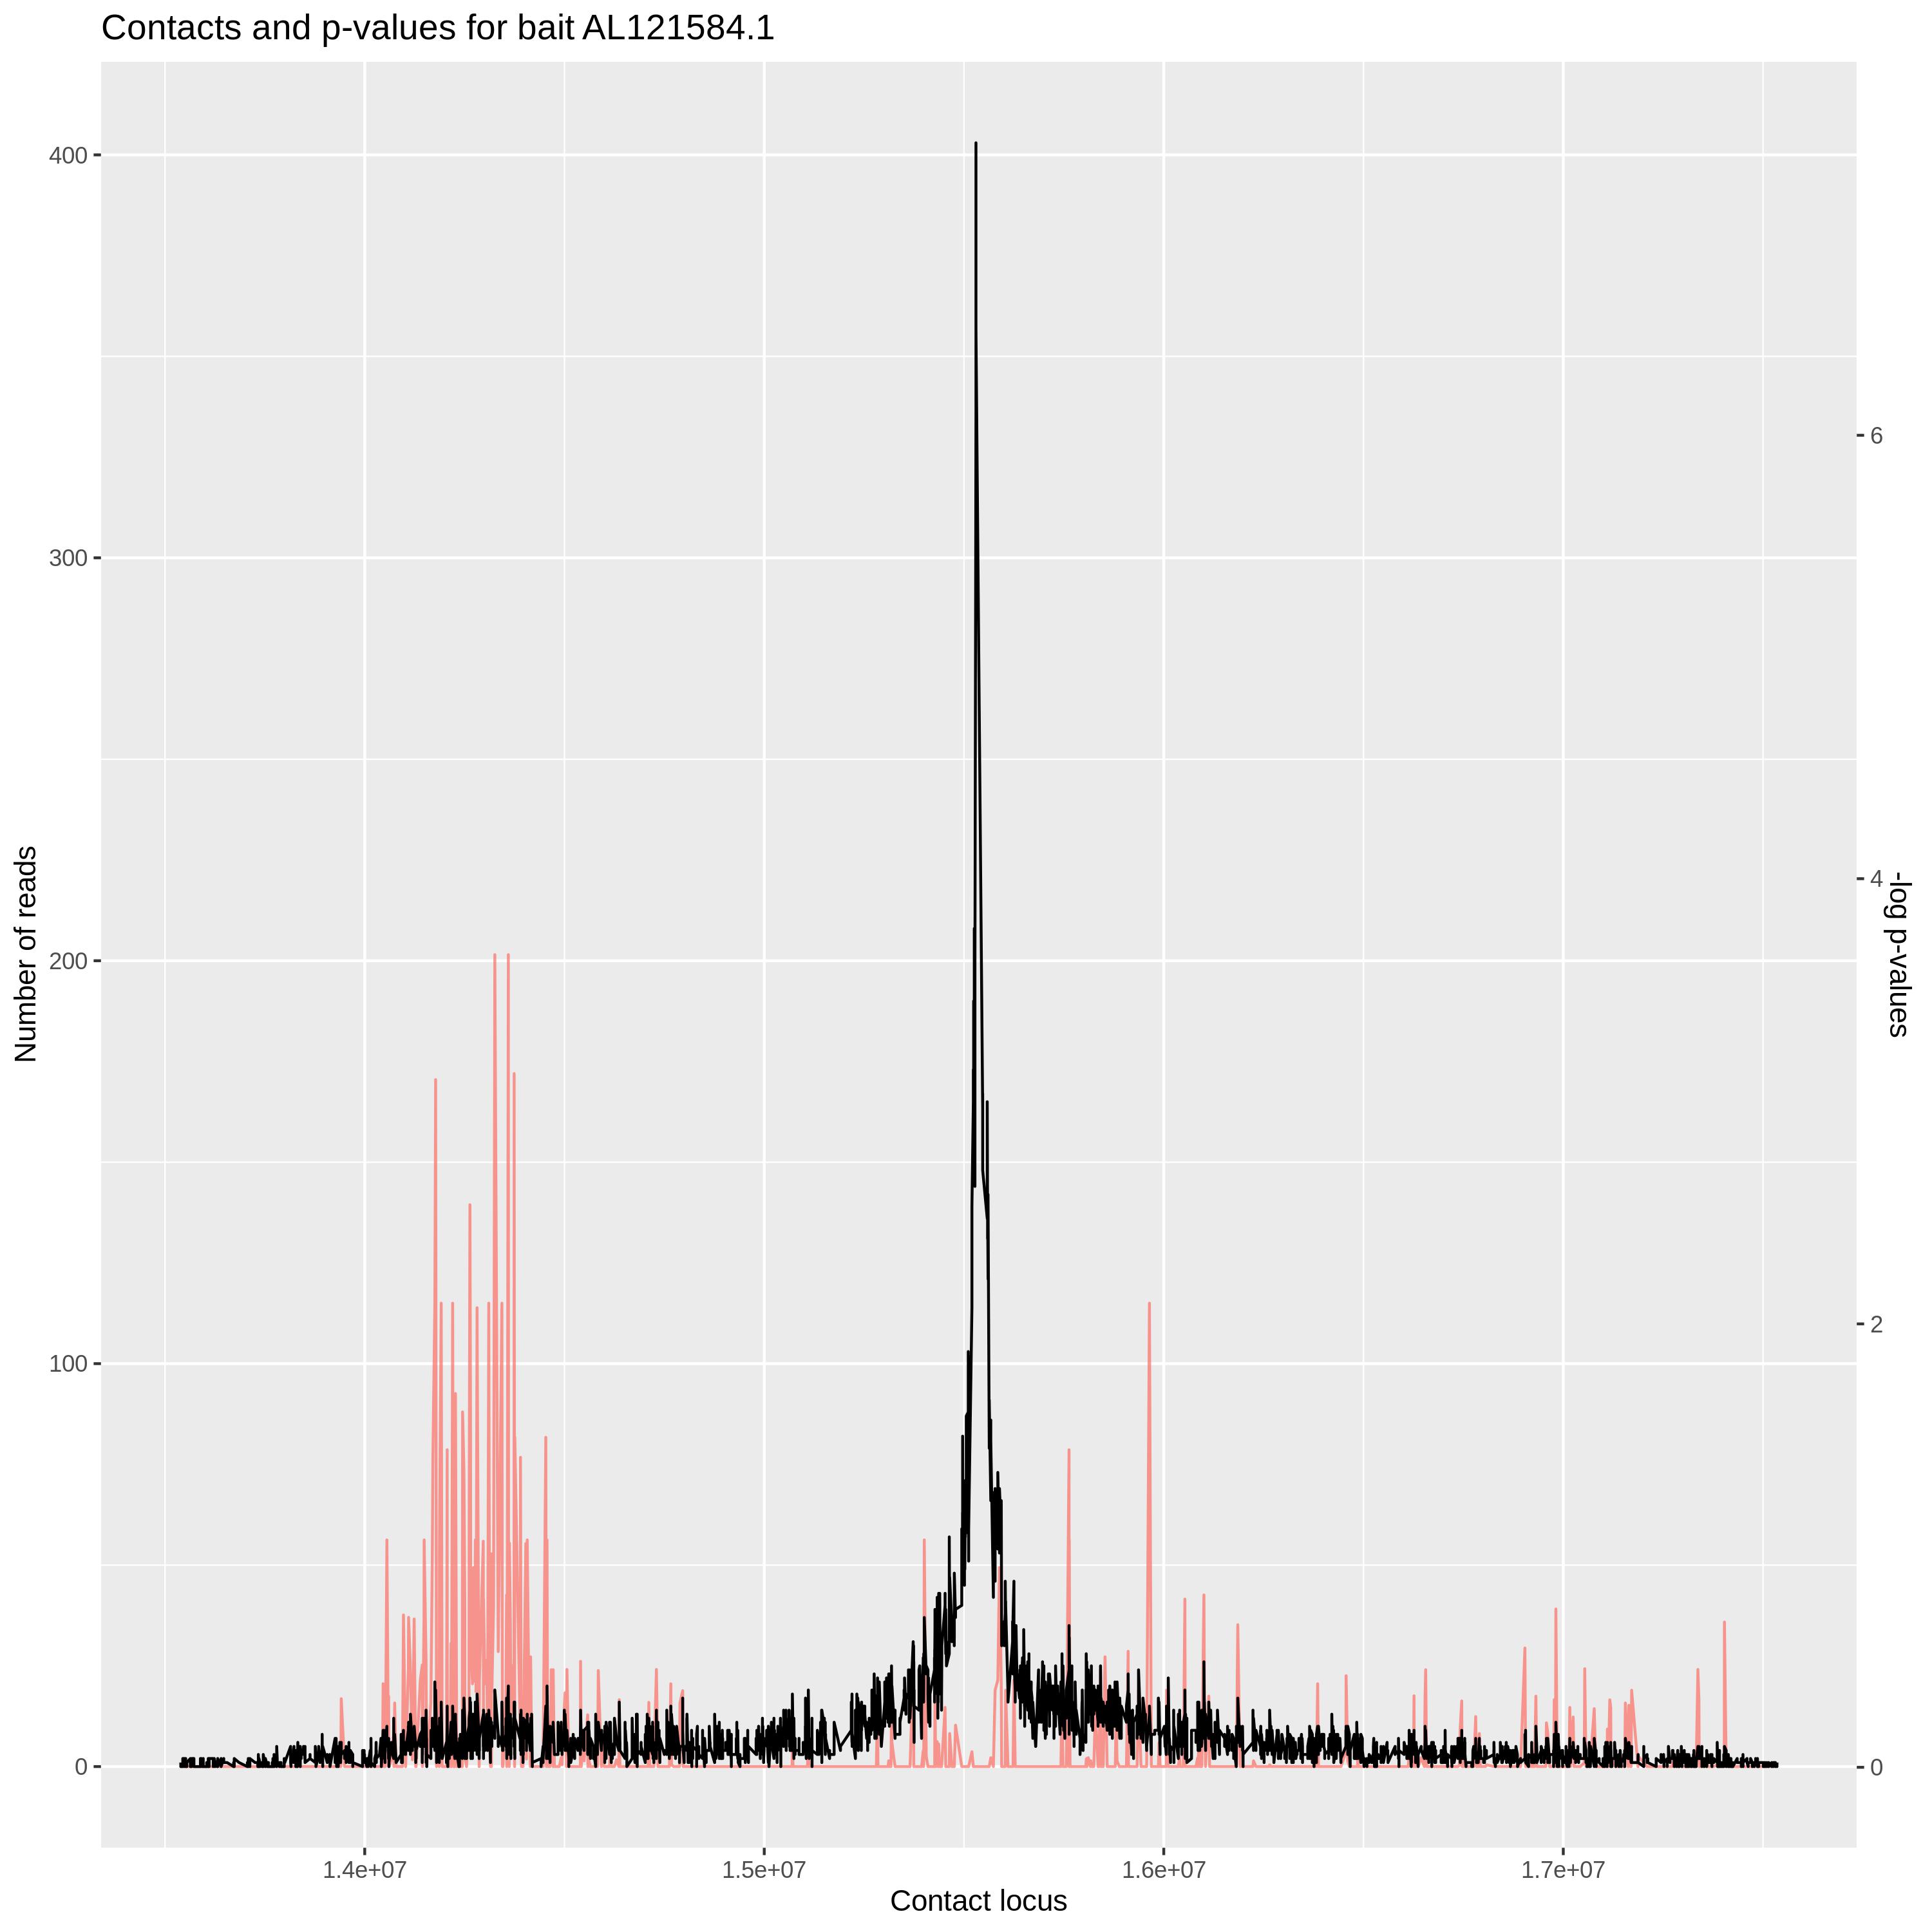 Contacts and p-values for bait AL121584.1
400
300
200
100
0
Number of reads
6
4
2
0
-log p-values
1.4e+07
1.5e+07
1.6e+07
1.7e+07
Contact locus